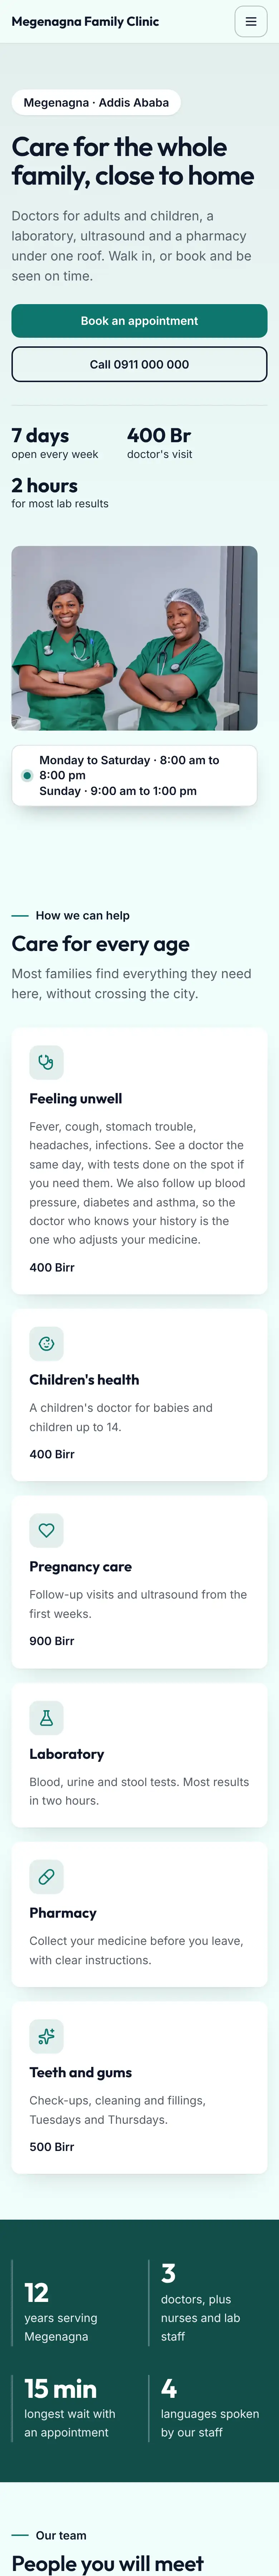 Megenagna Family Clinic
Megenagna · Addis Ababa
Care for the whole
family, close to home
Doctors for adults and children, a
laboratory, ultrasound and a pharmacy
under one roof. Walk in, or book and be
seen on time.
Book an appointment
Call 0911 000 000
7 days
open every week
400 Br
doctor's visit
2 hours
for most lab results
Monday to Saturday · 8:00 am to
8:00 pm
Sunday · 9:00 am to 1:00 pm
How we can help
Care for every age
Most families find everything they need
here, without crossing the city.
Feeling unwell
Fever, cough, stomach trouble,
headaches, infections. See a doctor the
same day, with tests done on the spot if
you need them. We also follow up blood
pressure, diabetes and asthma, so the
doctor who knows your history is the
one who adjusts your medicine.
400 Birr
Children's health
A children's doctor for babies and
children up to 14.
400 Birr
Pregnancy care
Follow-up visits and ultrasound from the
first weeks.
900 Birr
Laboratory
Blood, urine and stool tests. Most results
in two hours.
Pharmacy
Collect your medicine before you leave,
with clear instructions.
Teeth and gums
Check-ups, cleaning and fillings,
Tuesdays and Thursdays.
500 Birr
12
years serving
Megenagna
3
doctors, plus
nurses and lab
staff
15 min
longest wait with
an appointment
4
languages spoken
by our staff
Our team
People you will meet